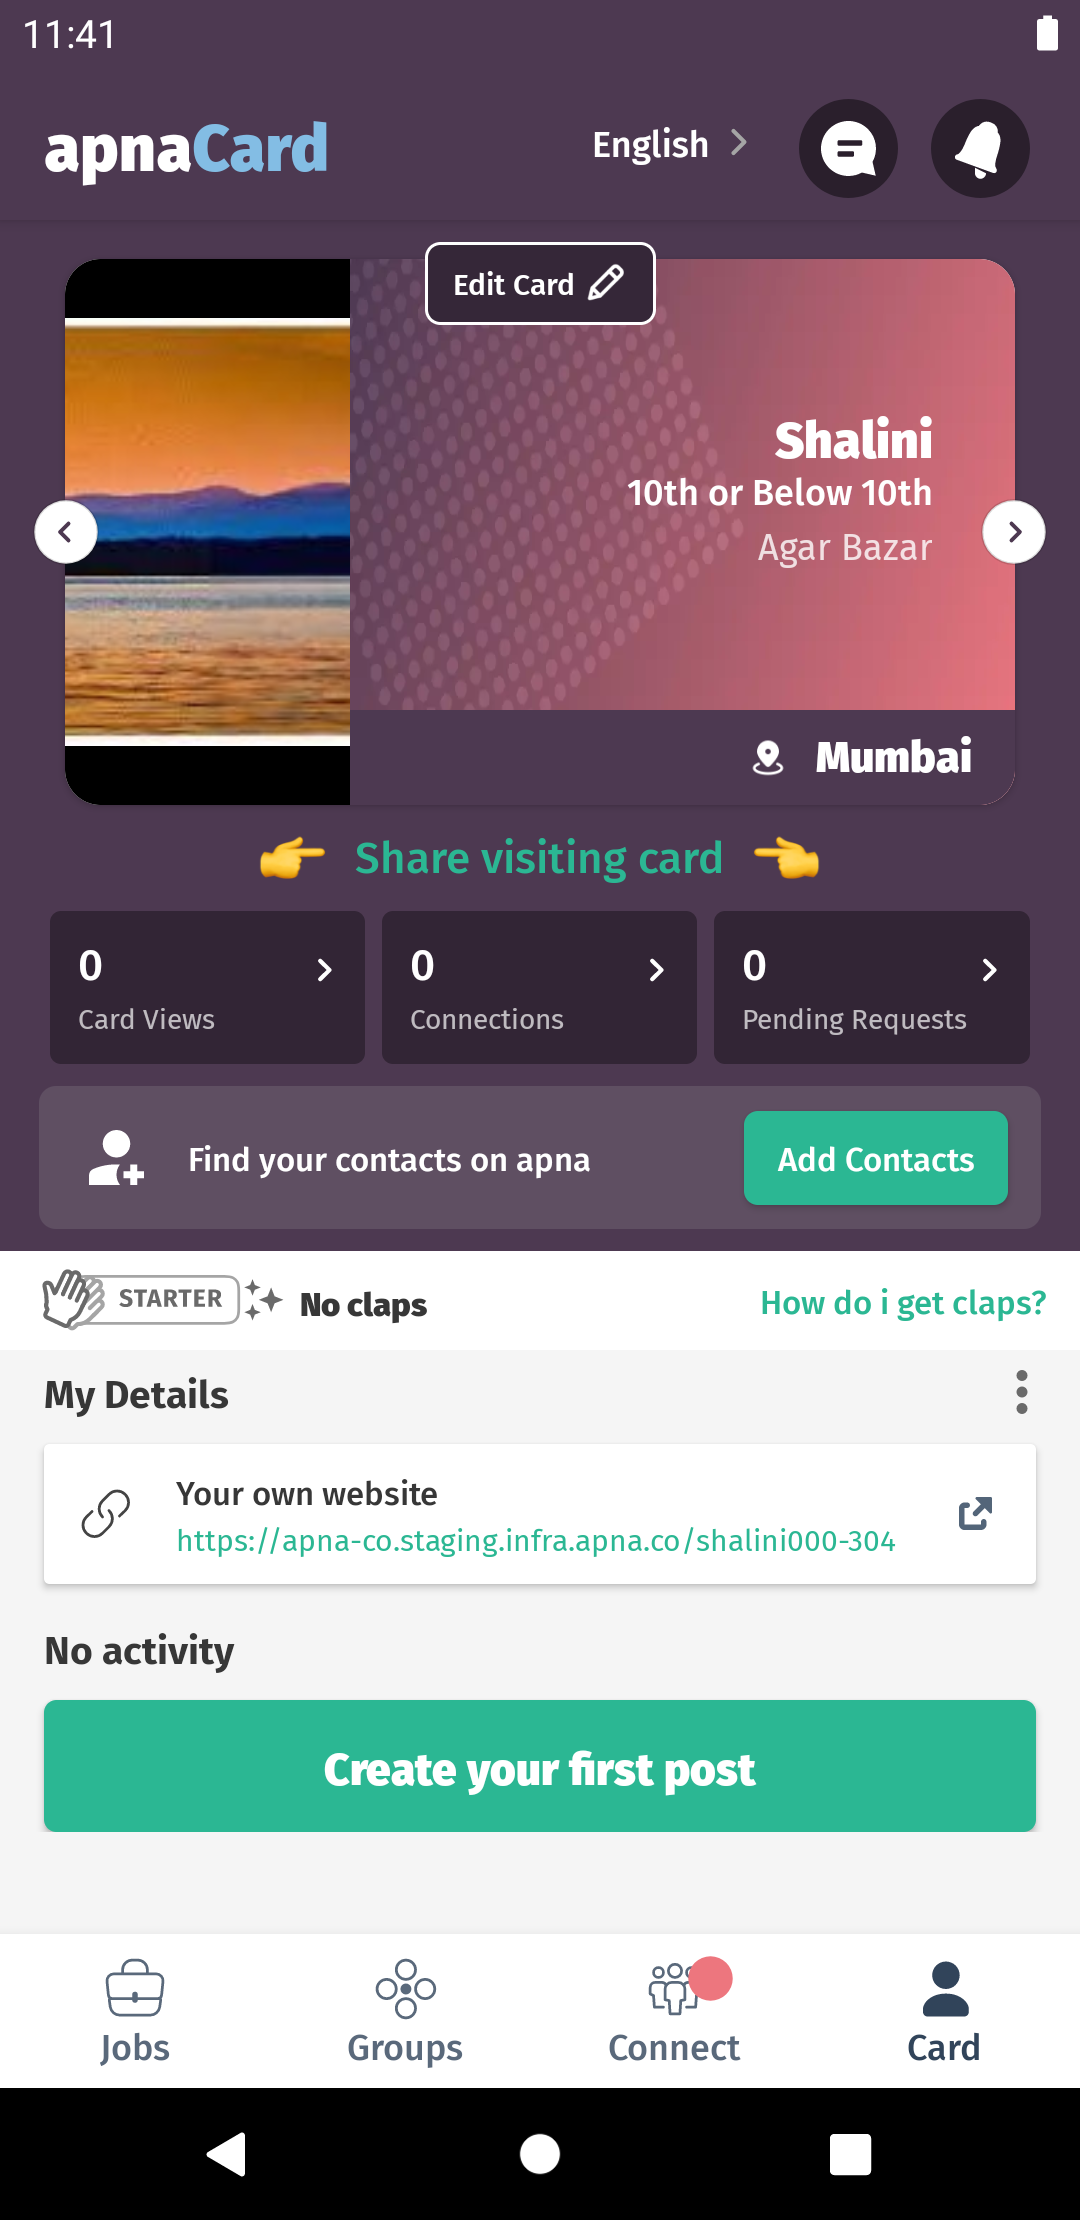 11:41
apnaCard
English
Edit Card
Shalini
10th or Below 10th
Agar Bazar
Mumbai
Share visiting card
0
Card Views
0
Connections
0
Pending Requests
Find your contacts on apna
Add Contacts
STARTER
No claps
How do i get claps?
My Details
Your own website
https://apna-co.staging.infra.apna.co/shalini000-304
No activity
Create your first post
Jobs
Groups
Connect
Card